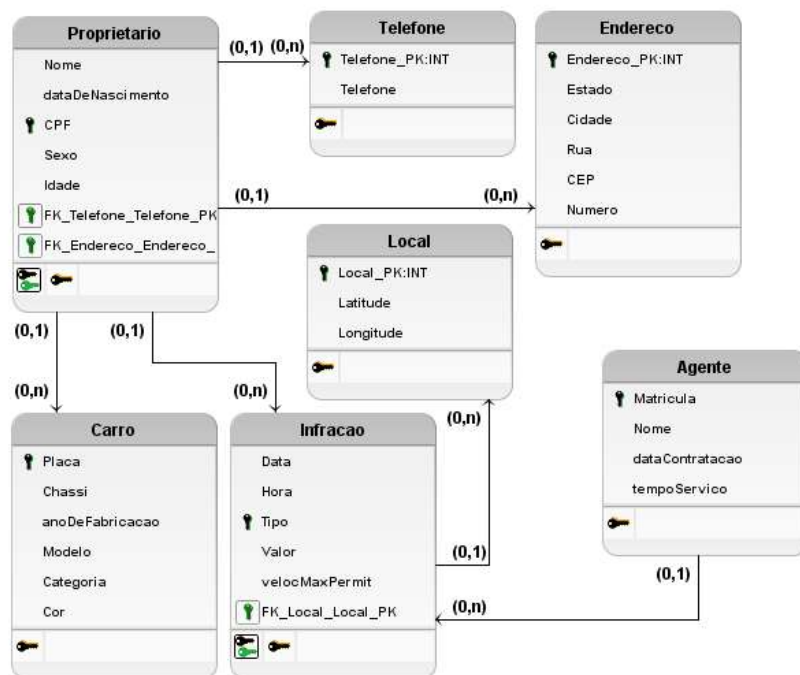 Proprietario
Nome
dataDeNascimento
CPF
Sexo
Idade
FK_Telefone_Telefone_PK
FK_Endereco_Endereco_
(0,1)
(0,n)
Telefone
Telefone_PK:INT
Telefone
Endereco
Endereco_PK:INT
Estado
Cidade
Rua
CEP
Numero
(0,1)
(0,n)
Local
Local_PK:INT
Latitude
Longitude
(0,1)
(0,1)
(0,n)
(0,n)
Carro
Placa
Chassi
anoDeFabricacao
Modelo
Categoria
Cor
Infracao
Data
Hora
Tipo
Valor
velocMaxPermit
FK_Local_Local_PK
(0,n)
(0,1)
Agente
Matricula
Nome
dataContratacao
tempoServico
(0,1)
(0,n)